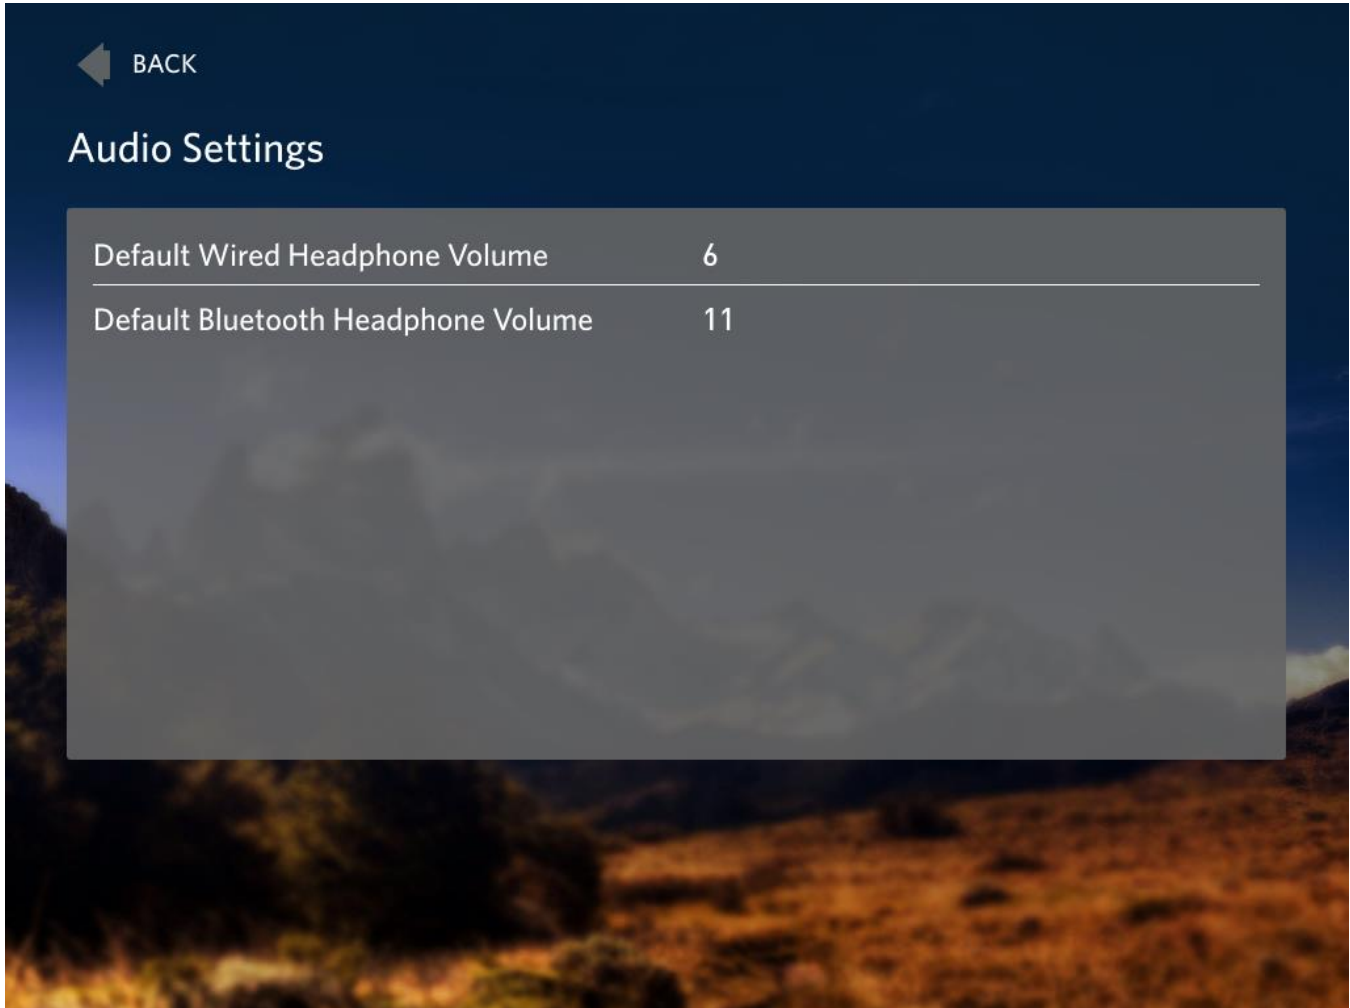 BACK
Audio Settings
Default Wired Headphone Volume 6
Default Bluetooth Headphone Volume 11